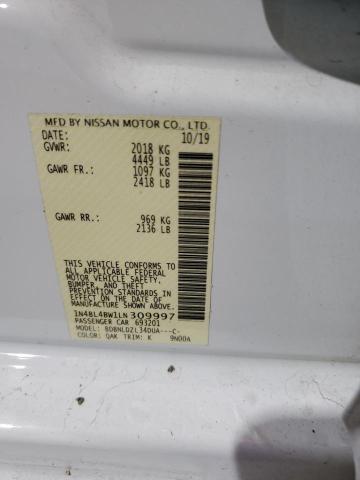 MFD BY NISSAN MOTOR CO., LTD.
DATE: 10/19
GVWR: 2018 KG
4449 LB
GAWR FR.: 1097 KG
2418 LB
GAWR RR.: 969 KG
2136 LB
THIS VEHICLE CONFORMS TO ALL
APPLICABLE FEDERAL MOTOR
VEHICLE SAFETY,
BUMPER, AND THEFT
PREVENTION STANDARDS
IN EFFECT ON THE DATE OF
MANUFACTURE SHOWN ABOVE.
1N4BL4BW1LN309997
PASSENGER CAR 693201
MODEL: BDBNLDZL34DUA---C-
COLOR: QAK TRIM: K 9N00A